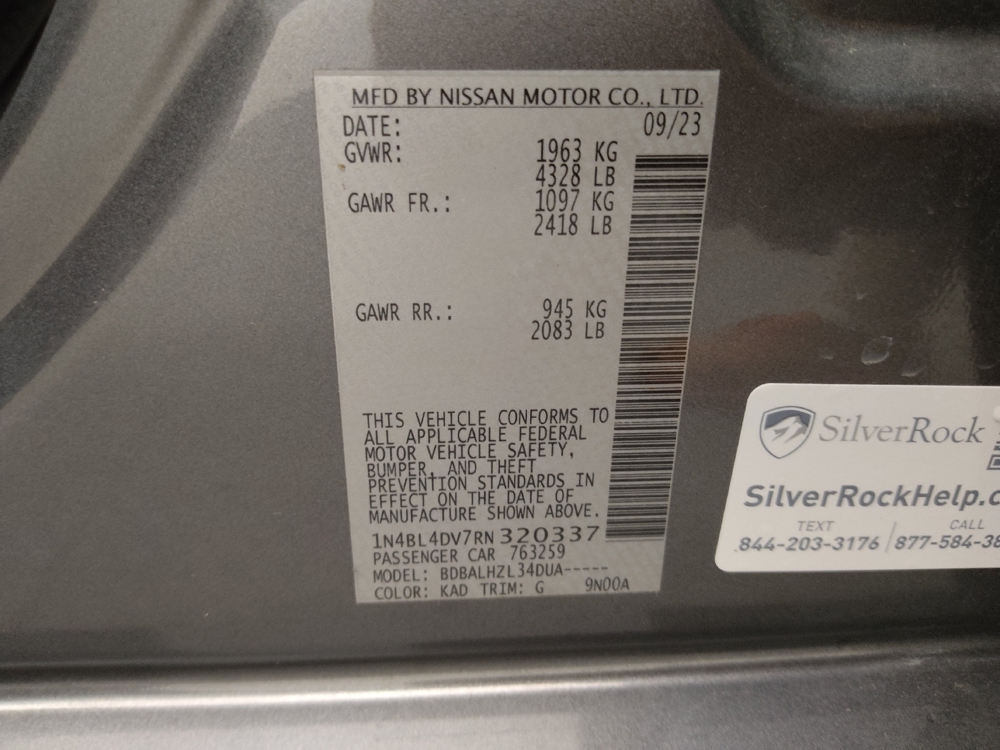 MFD BY NISSAN MOTOR CO., LTD.
DATE: 09/23
GVWR: 1963 KG
4328 LB
GAWR FR.: 1097 KG
2418 LB
GAWR RR.: 945 KG
2083 LB
THIS VEHICLE CONFORMS TO
ALL APPLICABLE FEDERAL
MOTOR VEHICLE SAFETY,
BUMPER, AND THEFT
PREVENTION STANDARDS IN
EFFECT ON THE DATE OF
MANUFACTURE SHOWN ABOVE.
1N4BL4DV7RN 320337
PASSENGER CAR 763259
MODEL: BDBALHZL34DUA-----
COLOR: KAD TRIM: G 9N00A
SilverRock
SilverRockHelp.c
TEXT CALL
844-203-3176 877-584-38